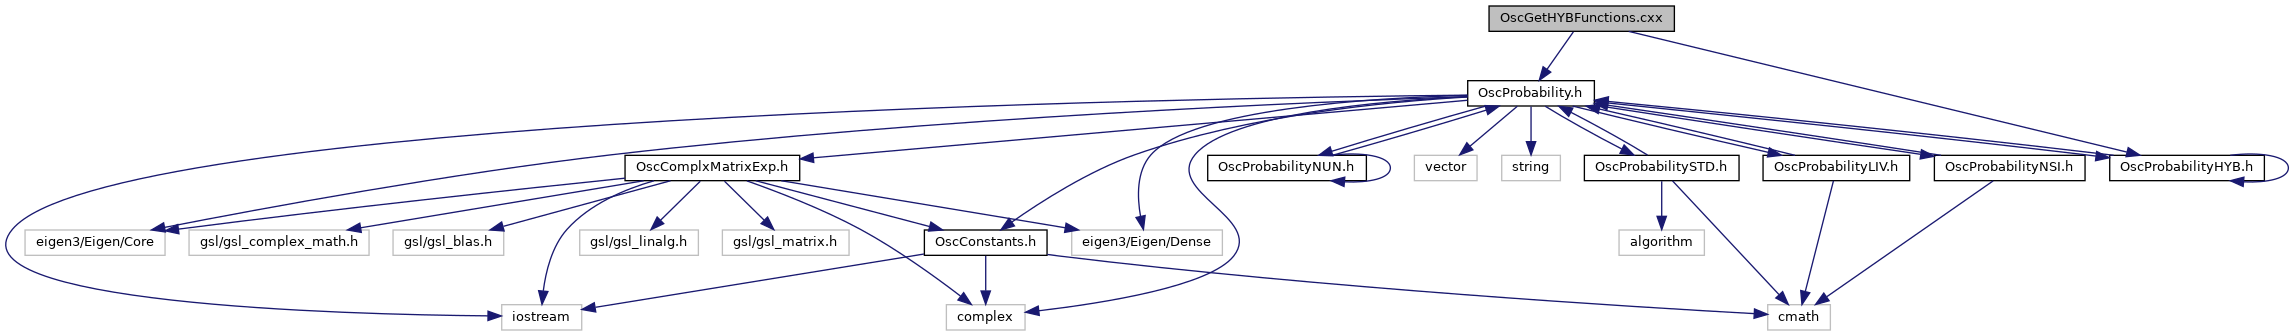 OscGetHYBFunctions.cxx
OscProbability.h
OscComplxMatrixExp.h
OscProbabilityNUN.h
vector
string
OscProbabilitySTD.h
OscProbabilityLIV.h
OscProbabilityNSI.h
OscProbabilityHYB.h
eigen3/Eigen/Core
gsl/gsl_complex_math.h
gsl/gsl_blas.h
gsl/gsl_linalg.h
gsl/gsl_matrix.h
OscConstants.h
eigen3/Eigen/Dense
algorithm
iostream
complex
cmath